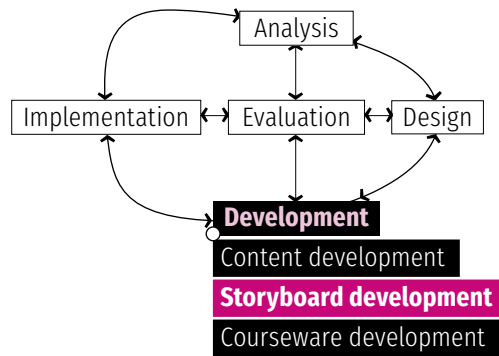 Analysis
Implementation
Evaluation
Design
Development
Content development
Storyboard development
Courseware development